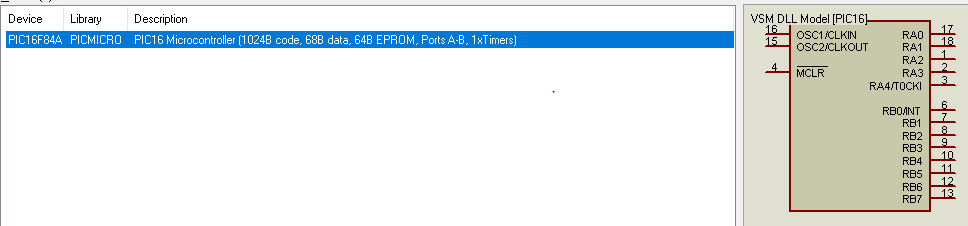 Device Library Description
PIC16F84A PICMICRO PIC16 Microcontroller (1024B code, 68B data, 64B EPROM, Ports A-B, 1xTimers)
VSM DLL Model [PIC16]
16 OSC1/CLKIN RA0 17
15 OSC2/CLKOUT RA1 18
RA2 1
4 MCLR RA3 2
RA4/T0CKI 3
RB0/INT 6
RB1 7
RB2 8
RB3 9
RB4 10
RB5 11
RB6 12
RB7 13